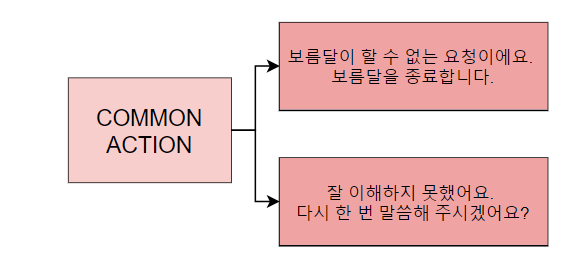 COMMON
ACTION
보름달이 할 수 없는 요청이에요.
보름달을 종료합니다.
잘 이해하지 못했어요.
다시 한 번 말씀해 주시겠어요?